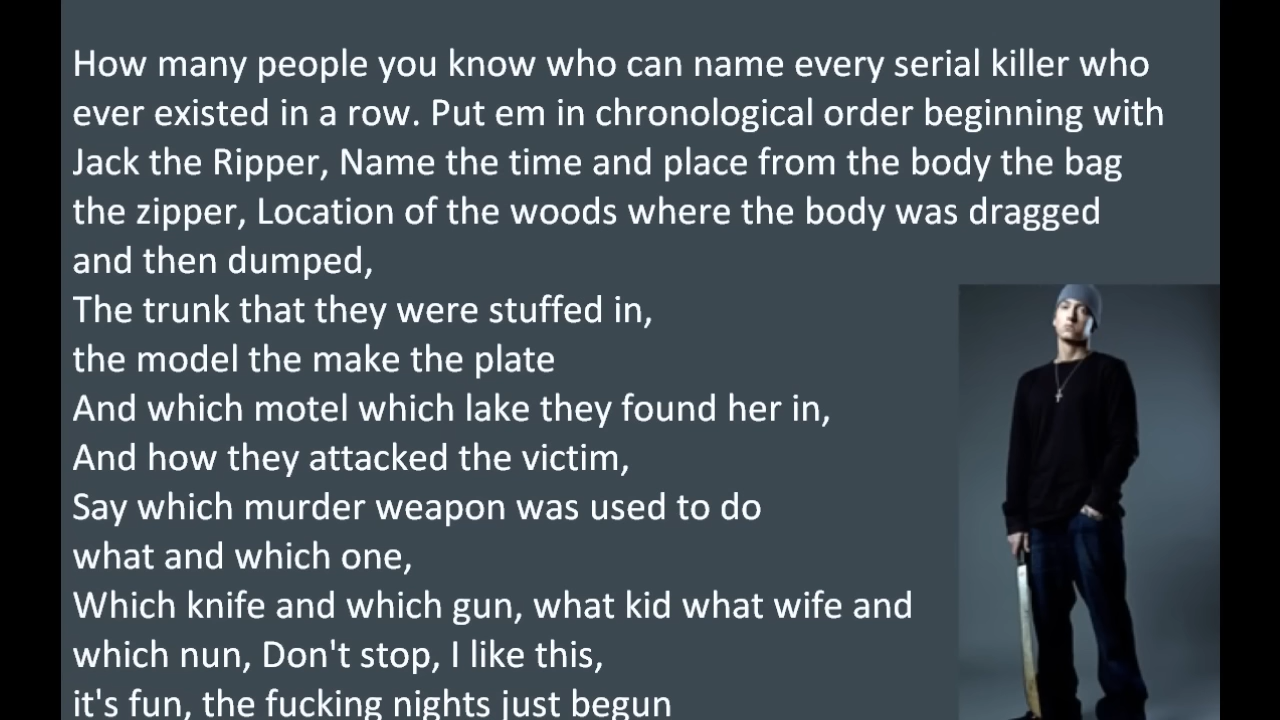 How many people you know who can name every serial killer who
ever existed in a row. Put em in chronological order beginning with
Jack the Ripper, Name the time and place from the body the bag
the zipper, Location of the woods where the body was dragged
and then dumped,
The trunk that they were stuffed in,
the model the make the plate
And which motel which lake they found her in,
And how they attacked the victim,
Say which murder weapon was used to do
what and which one,
Which knife and which gun, what kid what wife and
which nun, Don't stop, I like this,
it's fun, the fucking nights just begun